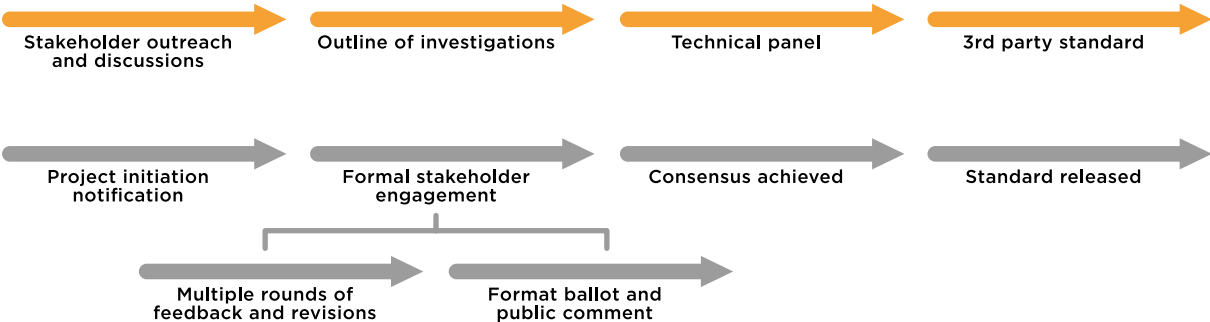 Stakeholder outreach
and discussions
Outline of investigations
Technical panel
3rd party standard
Project initiation
notification
Formal stakeholder
engagement
Consensus achieved
Standard released
Multiple rounds of
feedback and revisions
Format ballot and
public comment